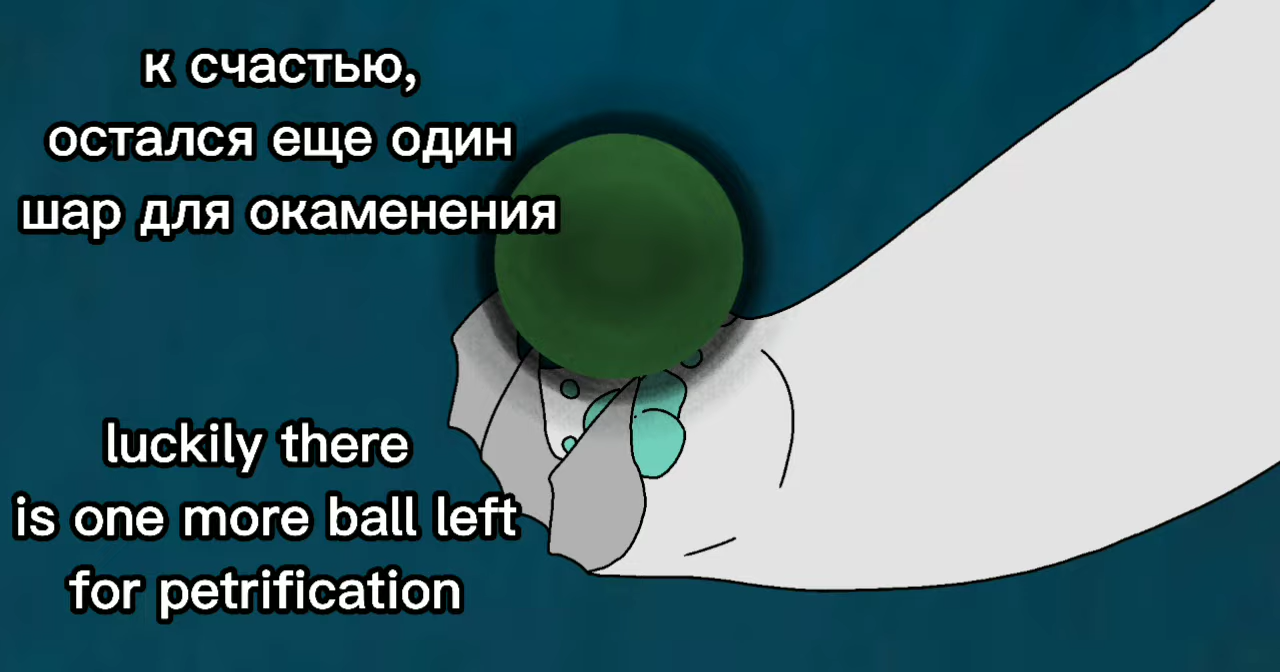 к счастью,
остался еще один
шар для окаменения
luckily there
is one more ball left
for petrification